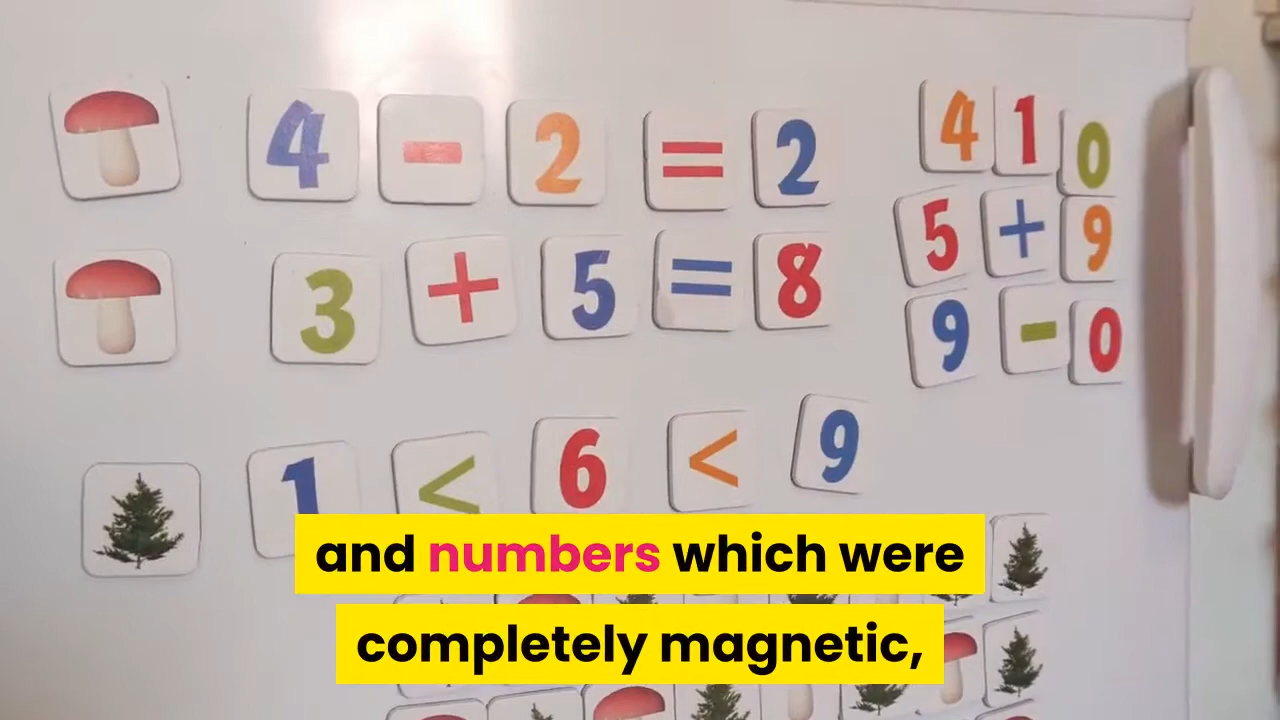 4 - 2 = 2
3 + 5 = 8
1 < 6 < 9
4 1 0
5 + 9
9 - 0
and numbers which were
completely magnetic,